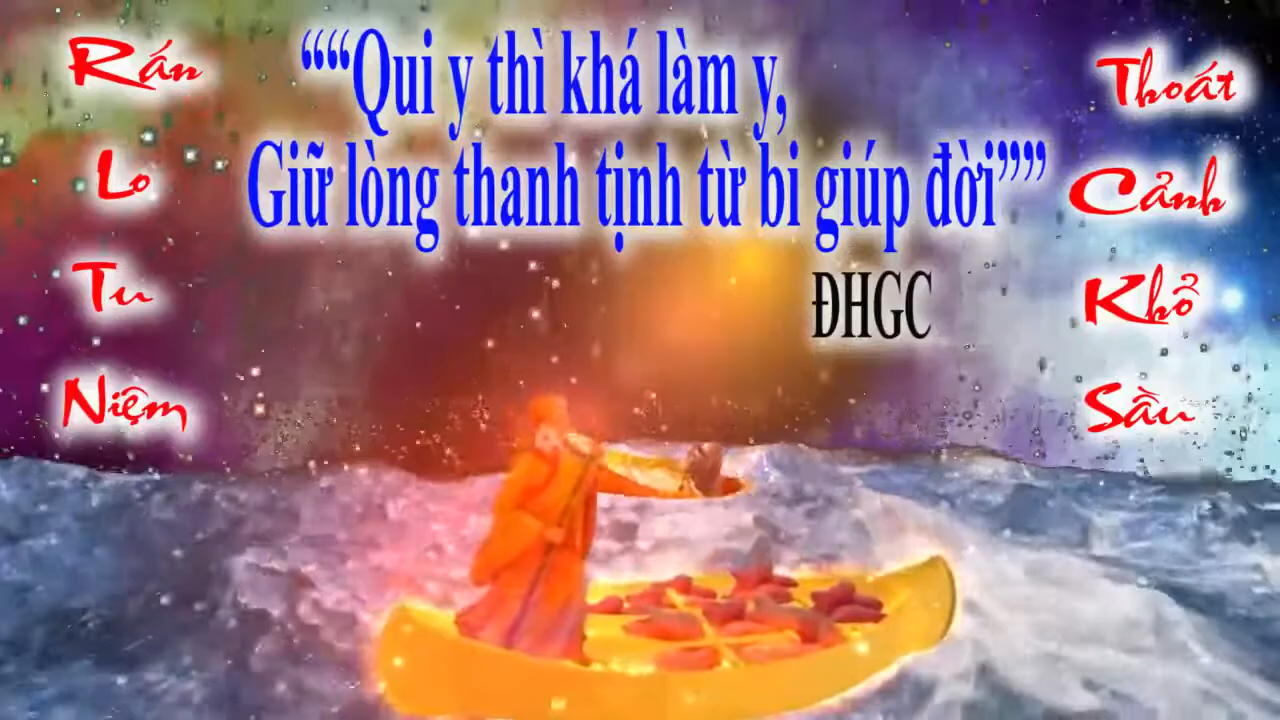 ““Qui y thì khá làm y,
Giữ lòng thanh tịnh từ bi giúp đời””
ĐHGC
Rấn
Lo
Tu
Niệm
Thoát
Cảnh
Khổ
Sầu